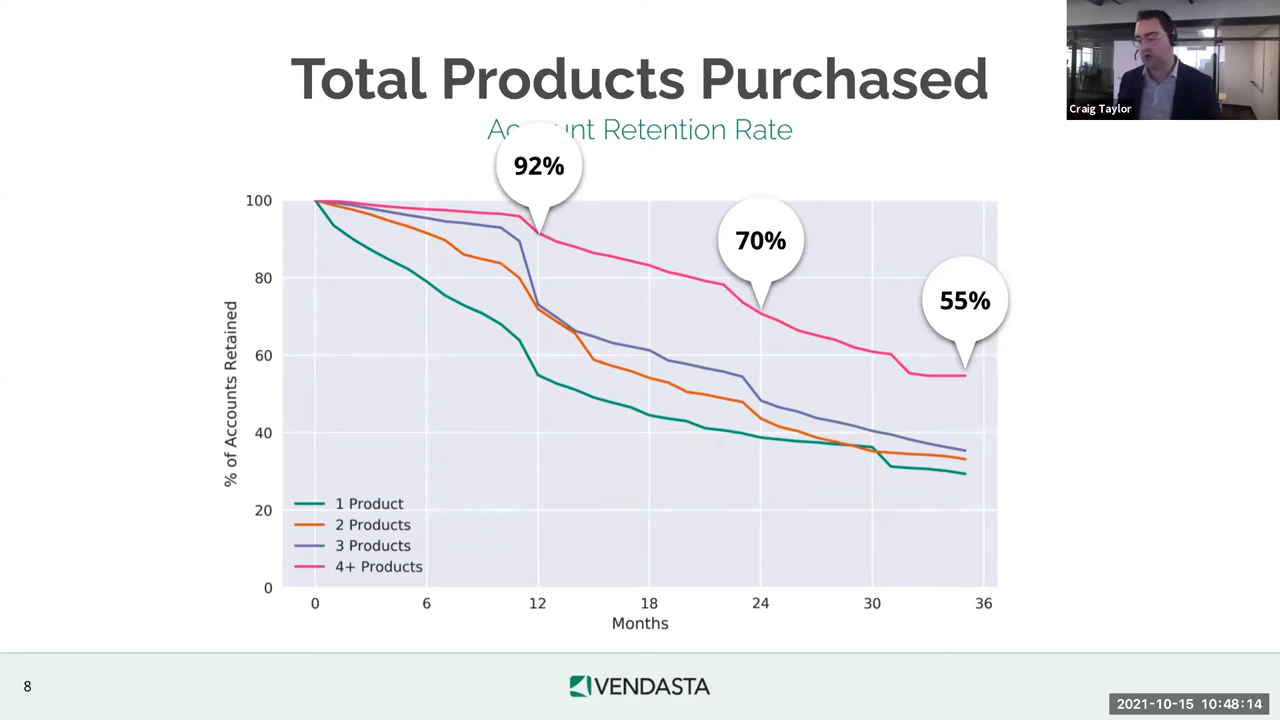 Total Products Purchased
Account Retention Rate
Craig Taylor
92%
70%
55%
100
80
60
40
20
0
% of Accounts Retained
1 Product
2 Products
3 Products
4+ Products
0 6 12 18 24 30 36
Months
8
VENDASTA
2021-10-15 10:48:14